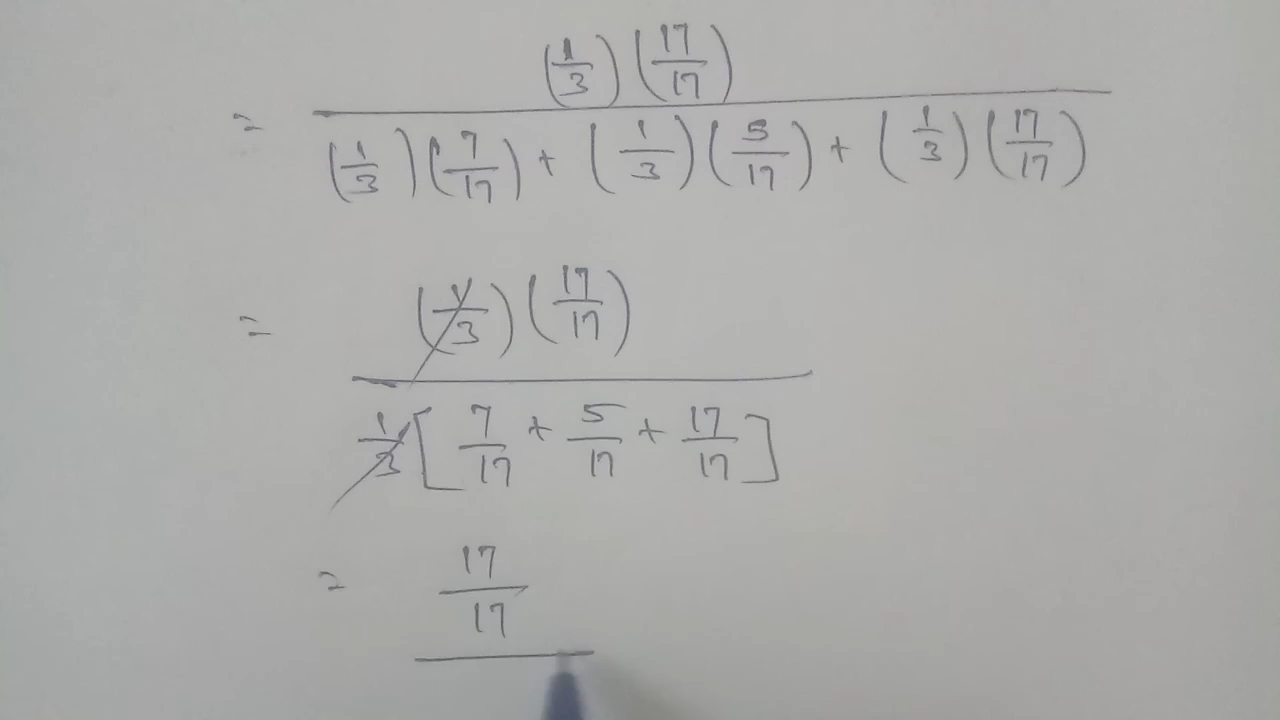 = (1/3) (17/17)
(1/3) (7/17) + (1/3) (5/17) + (1/3) (17/17)
= (1/3) (17/17)
1/3 [7/17 + 5/17 + 17/17]
= 17/17